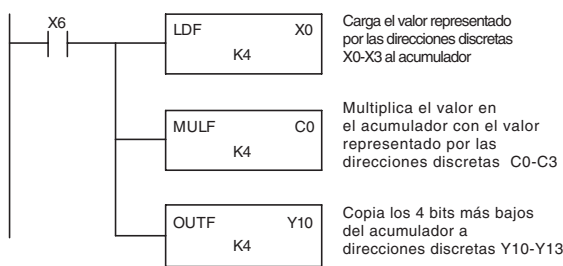 X6
LDF X0
K4
Carga el valor representado
por las direcciones discretas
X0-X3 al acumulador
MULF C0
K4
Multiplica el valor en
el acumulador con el valor
representado por las
direcciones discretas C0-C3
OUTF Y10
K4
Copia los 4 bits más bajos
del acumulador a
direcciones discretas Y10-Y13